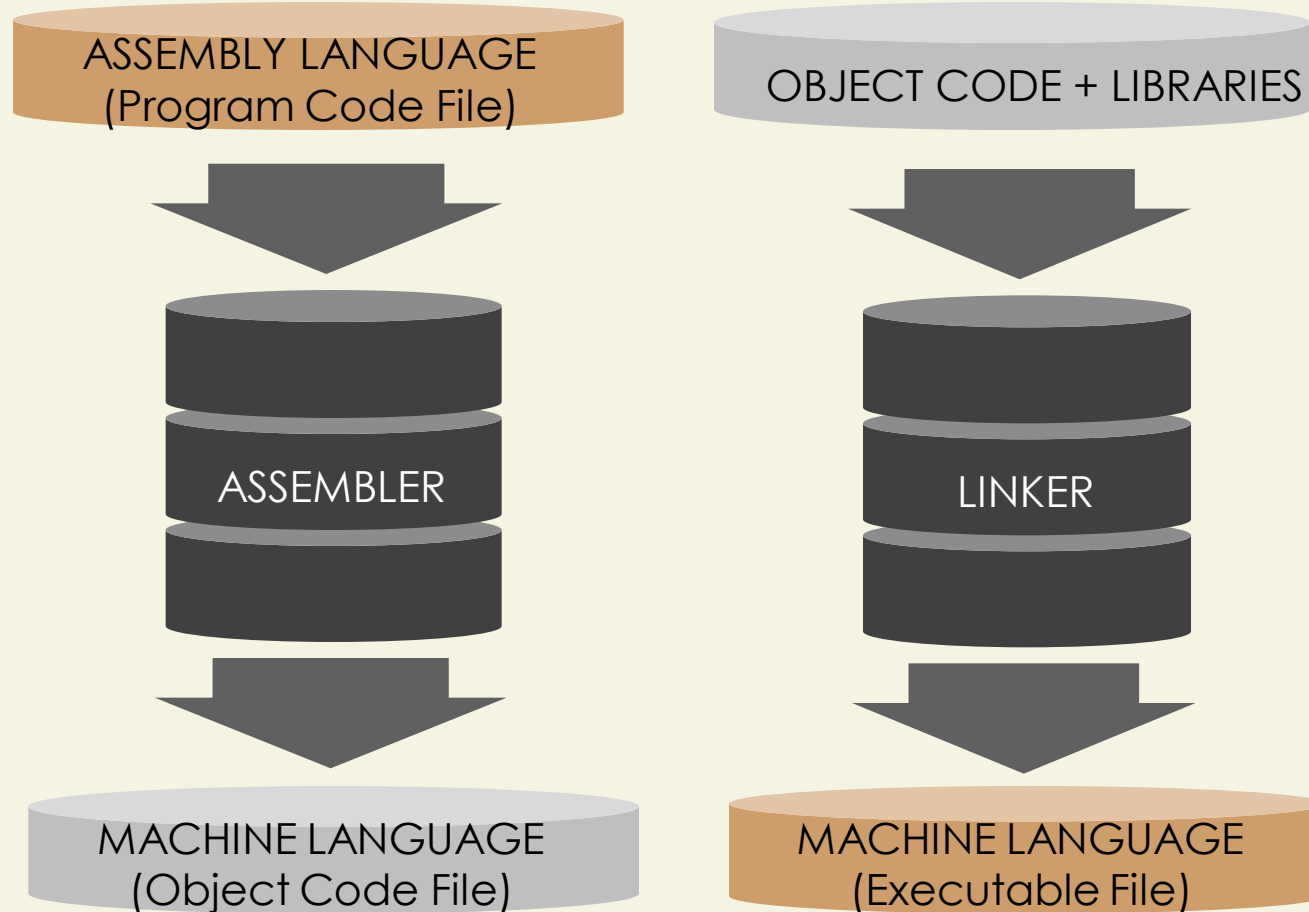 ASSEMBLY LANGUAGE
(Program Code File)
ASSEMBLER
MACHINE LANGUAGE
(Object Code File)
OBJECT CODE + LIBRARIES
LINKER
MACHINE LANGUAGE
(Executable File)